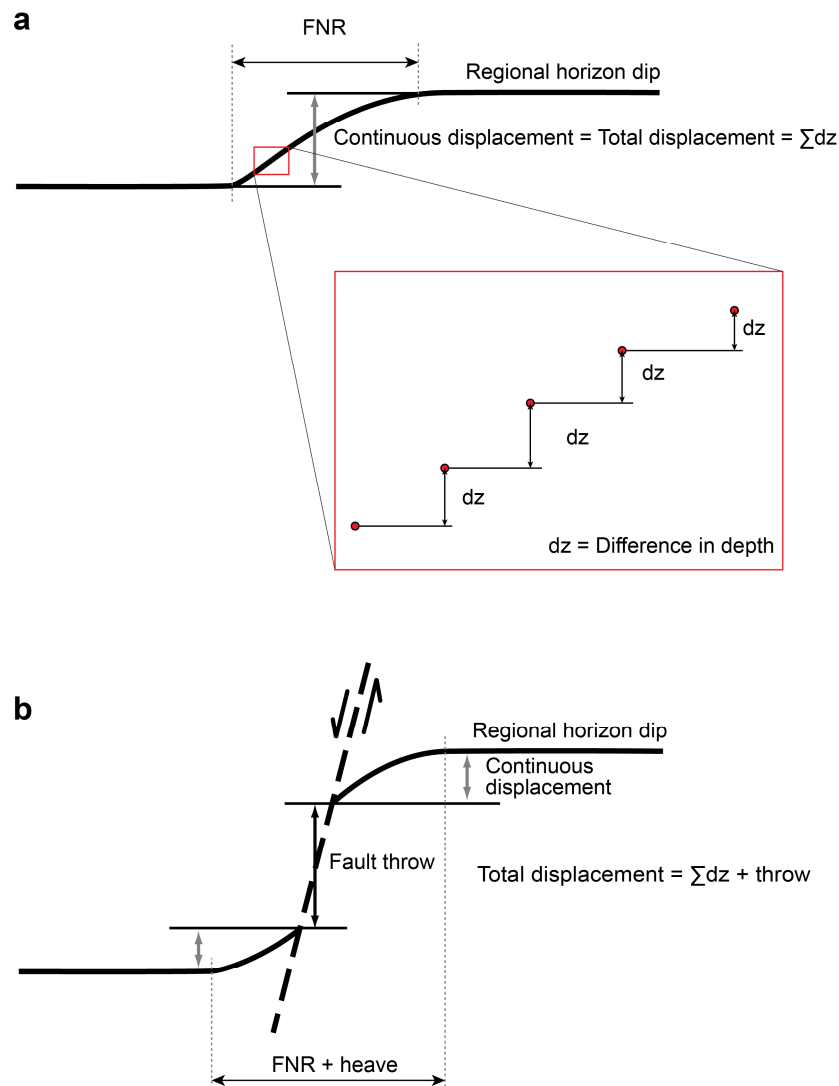 a
FNR
Regional horizon dip
Continuous displacement = Total displacement = ∑dz
dz
dz
dz
dz
dz = Difference in depth
b
Regional horizon dip
Continuous
displacement
Fault throw
Total displacement = ∑dz + throw
FNR + heave